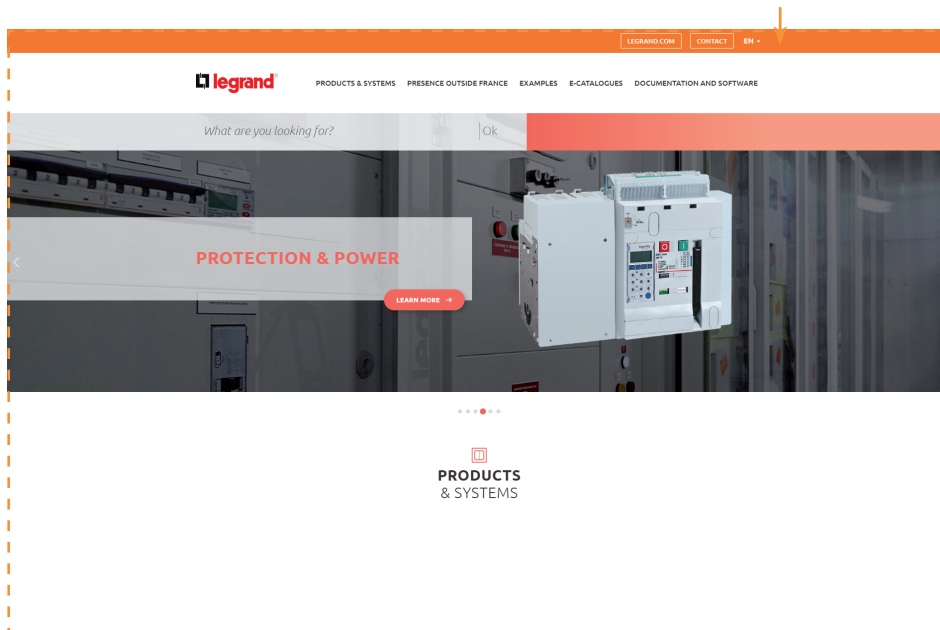 LEGRAND.COM CONTACT EN
legrand®
PRODUCTS & SYSTEMS PRESENCE OUTSIDE FRANCE EXAMPLES E-CATALOGUES DOCUMENTATION AND SOFTWARE
What are you looking for? Ok
PROTECTION & POWER
LEARN MORE →
PRODUCTS
& SYSTEMS